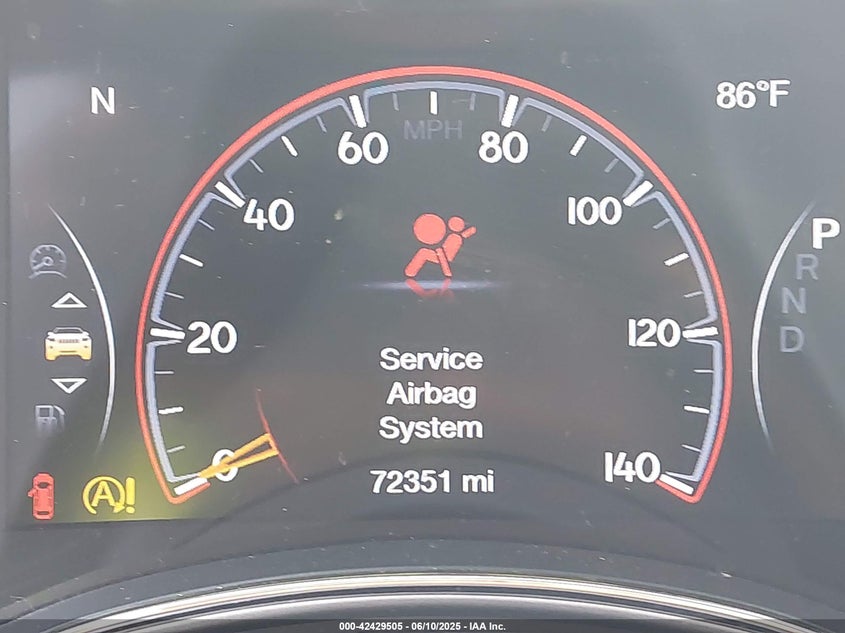 N
86°F
MPH
60
80
40
100
P
R
N
D
20
120
Service
Airbag
System
0
140
72351 mi
A!
000-42429505 - 06/10/2025 - IAA Inc.